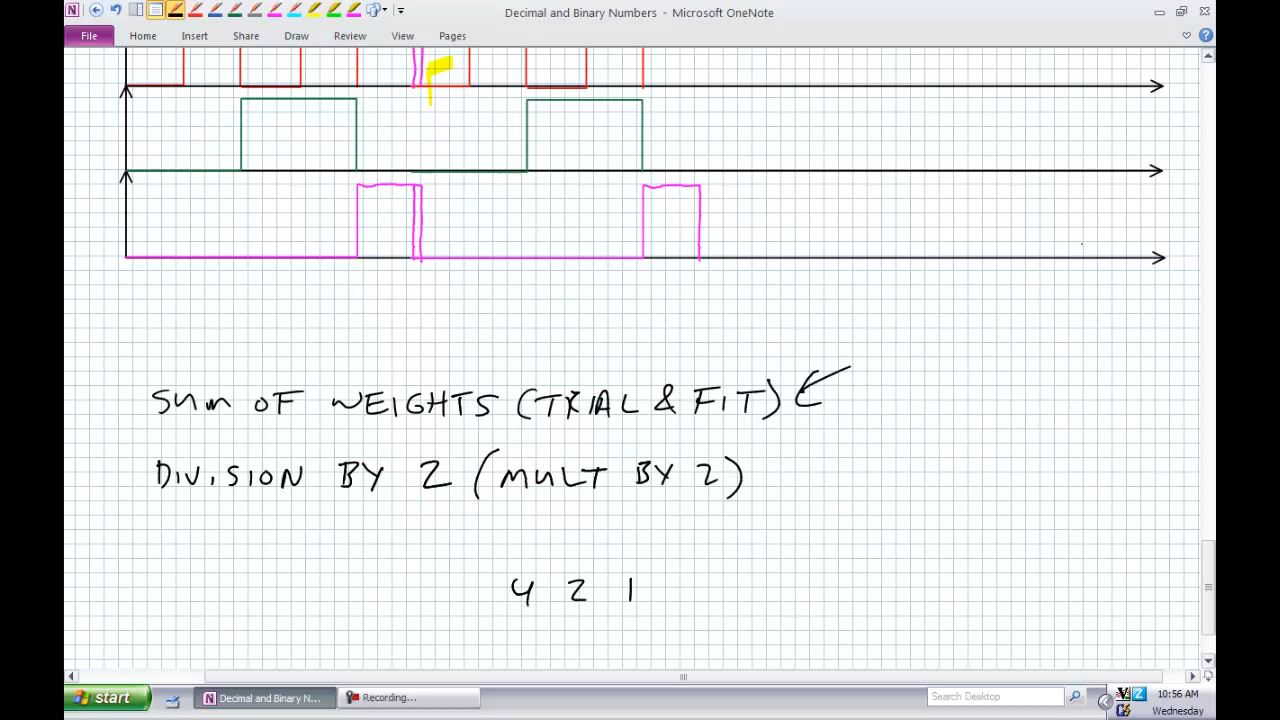 Decimal and Binary Numbers - Microsoft OneNote
File Home Insert Share Draw Review View Pages
SUM OF WEIGHTS (TRIAL & FIT)
DIVISION BY 2 (MULT BY 2)
4 2 1
start Decimal and Binary N... Recording... Search Desktop 10:56 AM
Wednesday